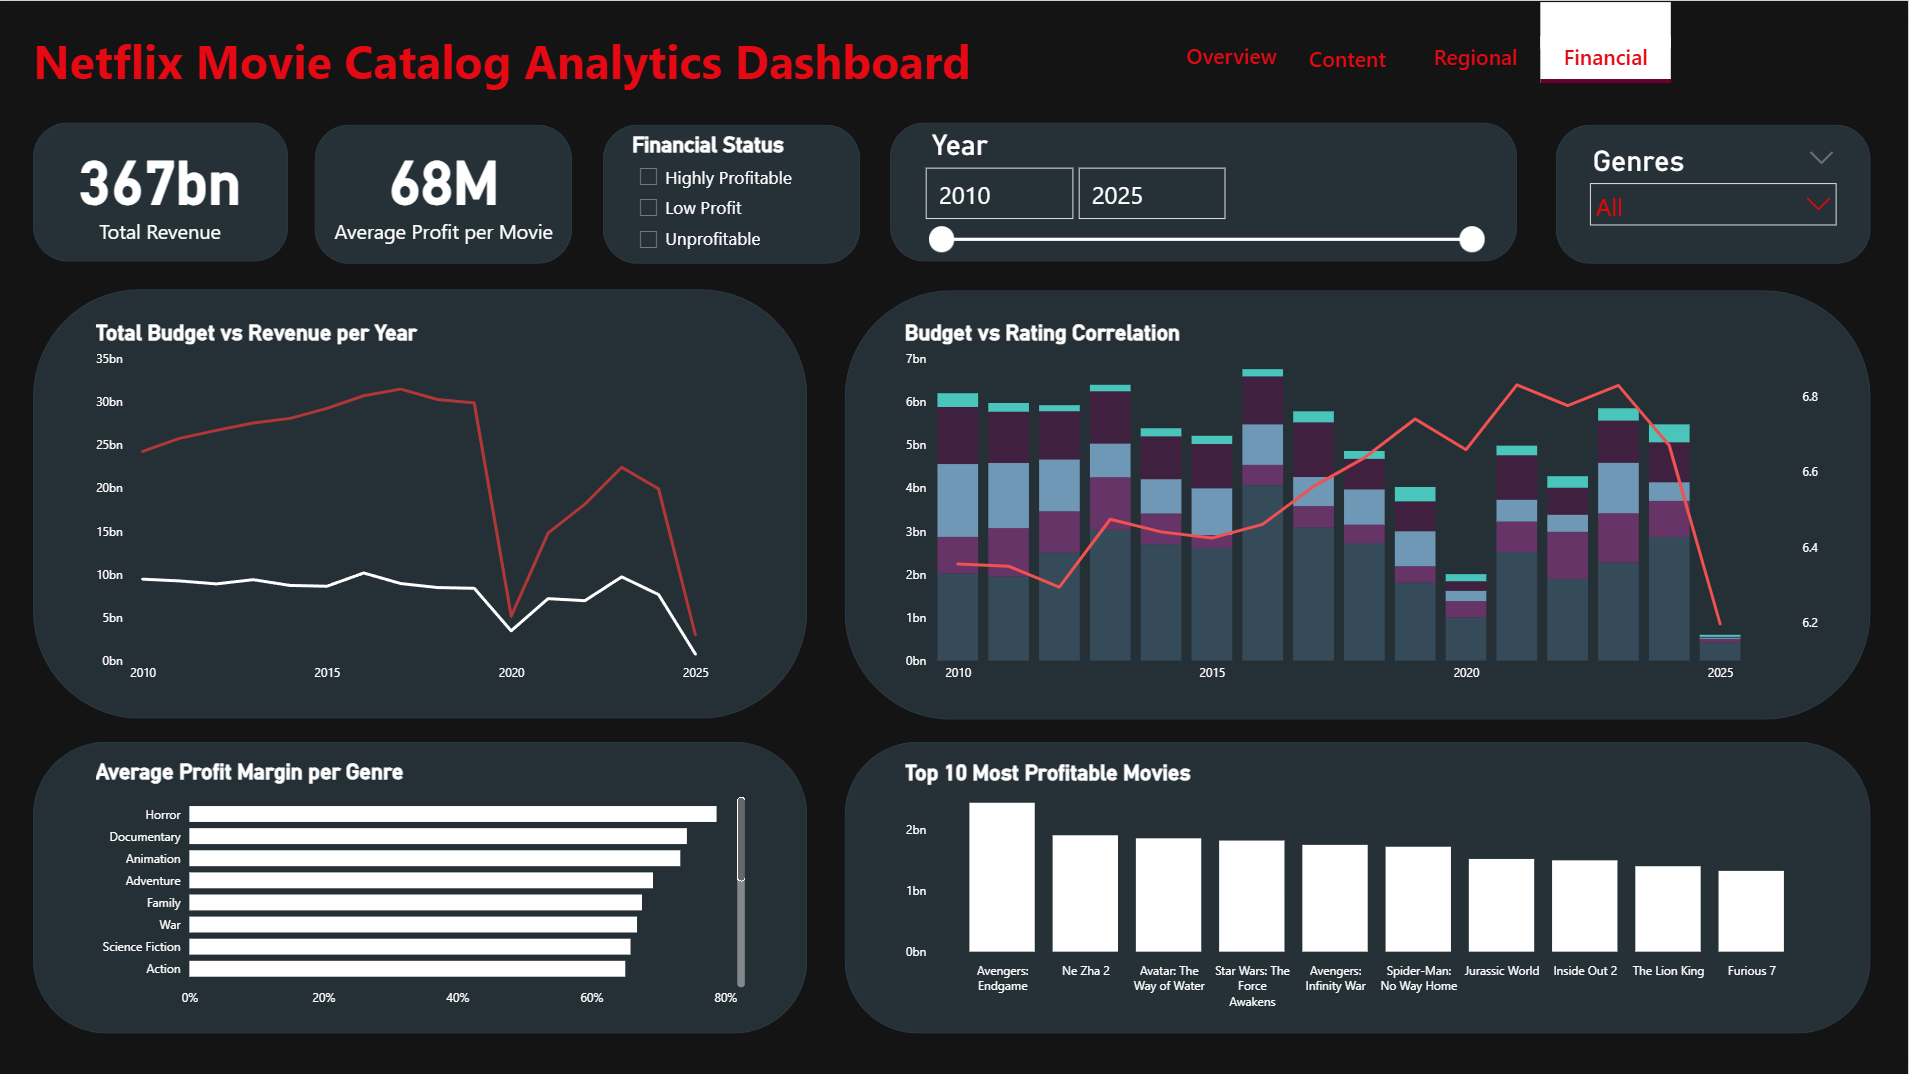 Netflix Movie Catalog Analytics Dashboard
Overview
Content
Regional
Financial
367bn
Total Revenue
68M
Average Profit per Movie
Financial Status
Highly Profitable
Low Profit
Unprofitable
Year
2010
2025
Genres
All
Total Budget vs Revenue per Year
35bn
30bn
25bn
20bn
15bn
10bn
5bn
0bn
2010
2015
2020
2025
Budget vs Rating Correlation
7bn
6bn
5bn
4bn
3bn
2bn
1bn
0bn
6.8
6.6
6.4
6.2
2010
2015
2020
2025
Average Profit Margin per Genre
Horror
Documentary
Animation
Adventure
Family
War
Science Fiction
Action
0%
20%
40%
60%
80%
Top 10 Most Profitable Movies
2bn
1bn
0bn
Avengers:
Endgame
Ne Zha 2
Avatar: The
Way of Water
Star Wars: The
Force
Awakens
Avengers:
Infinity War
Spider-Man:
No Way Home
Jurassic World
Inside Out 2
The Lion King
Furious 7